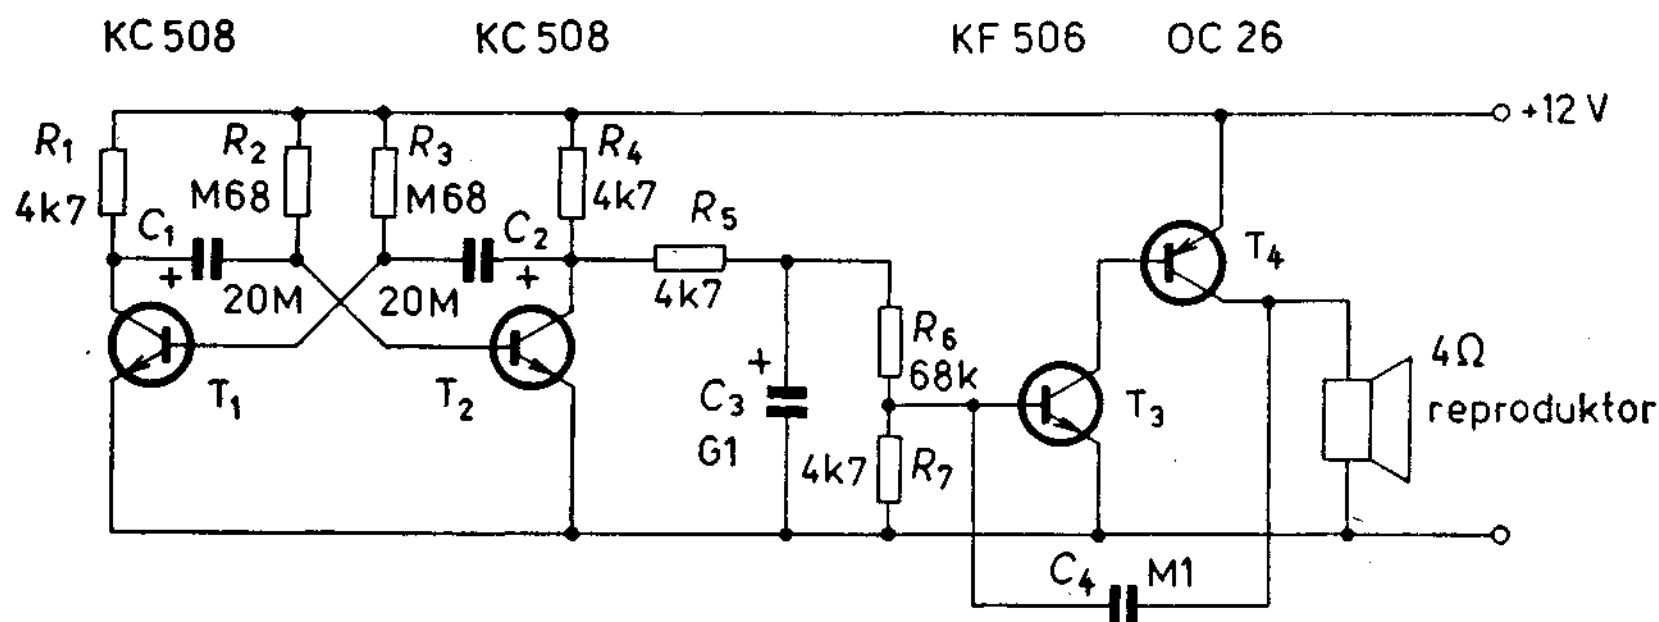 KC 508 KC 508 KF 506 OC 26
+12 V
R1 4k7
R2 M68
R3 M68
R4 4k7
C1 + 20M
C2 + 20M
R5 4k7
T1
T2
+ C3 G1
R6 68k
4k7 R7
T3
T4
4Ω
reproduktor
C4 M1